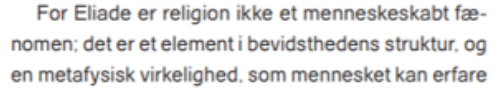 For Eliade er religion ikke et menneskeskabt fæ-
nomen; det er et element i bevidsthedens struktur, og
en metafysisk virkelighed, som mennesket kan erfare